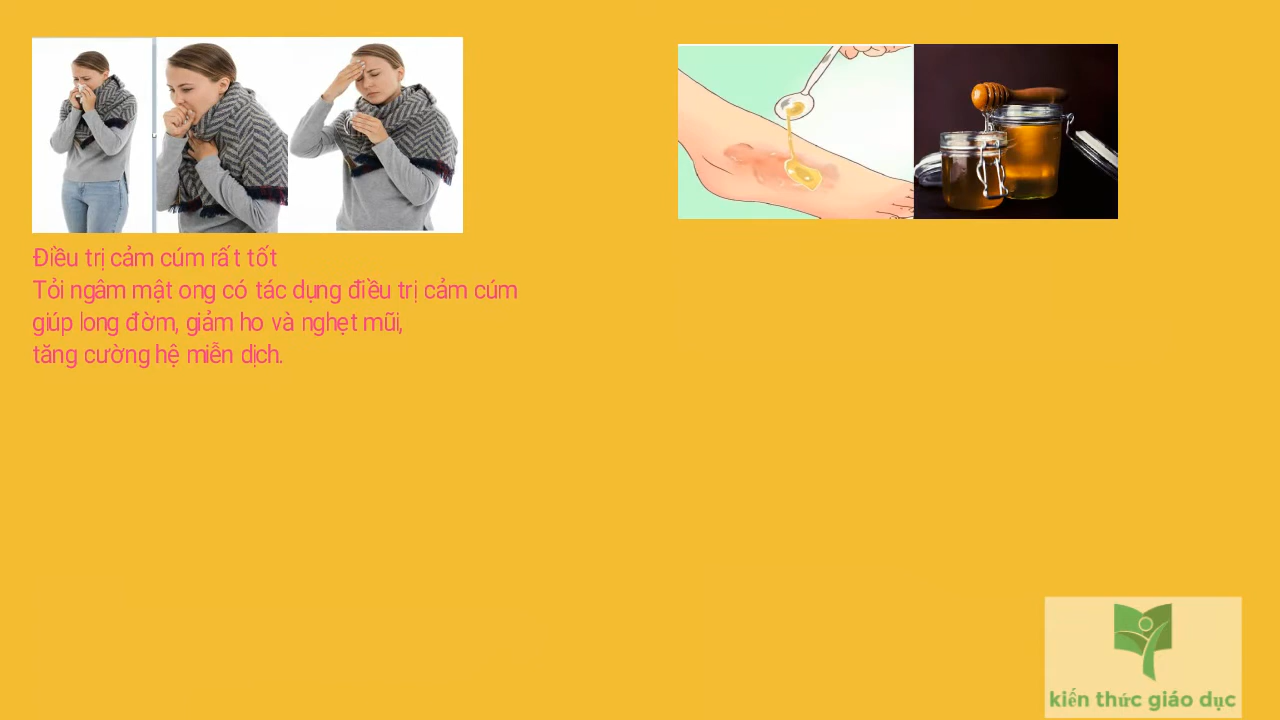 Điều trị cảm cúm rất tốt
Tỏi ngâm mật ong có tác dụng điều trị cảm cúm
giúp long đờm, giảm ho và nghẹt mũi,
tăng cường hệ miễn dịch.
kiến thức giáo dục